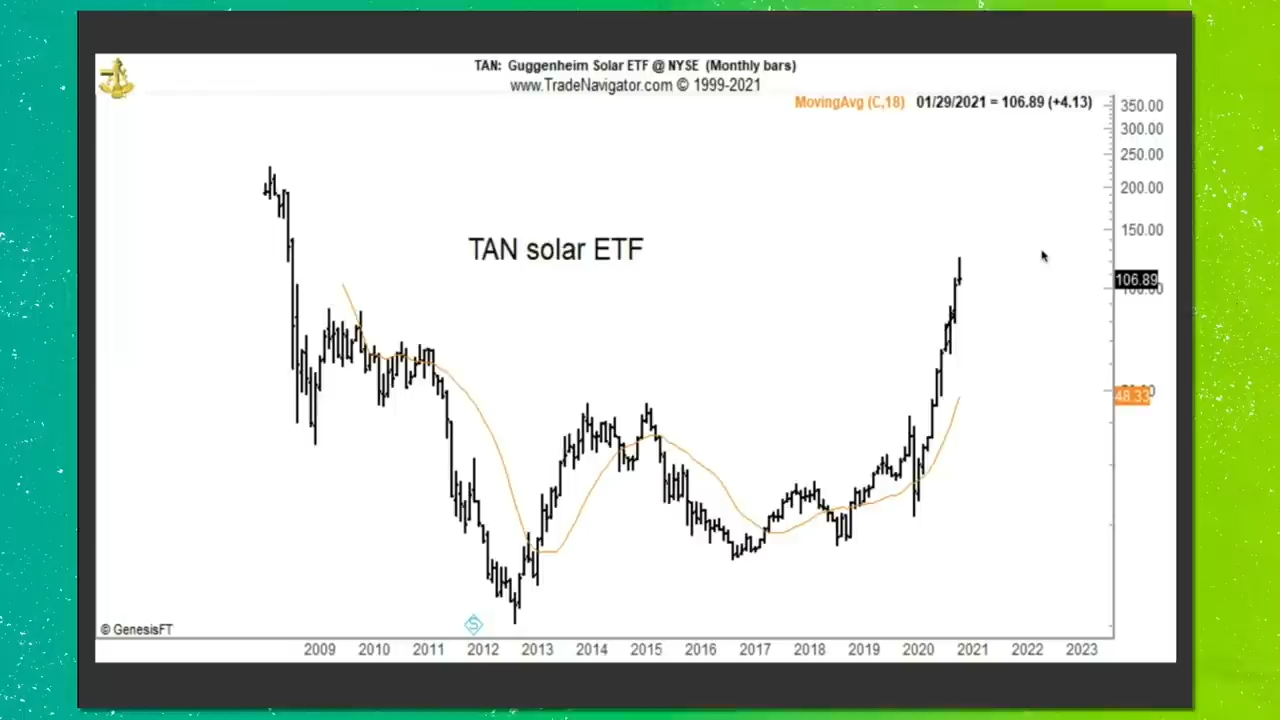 TAN: Guggenheim Solar ETF @ NYSE (Monthly bars)
www.TradeNavigator.com © 1999-2021
MovingAvg (C,18) 01/29/2021 = 106.89 (+4.13)
350.00
300.00
250.00
200.00
150.00
TAN solar ETF
106.89
100.00
48.33
S
© GenesisFT
2009 2010 2011 2012 2013 2014 2015 2016 2017 2018 2019 2020 2021 2022 2023